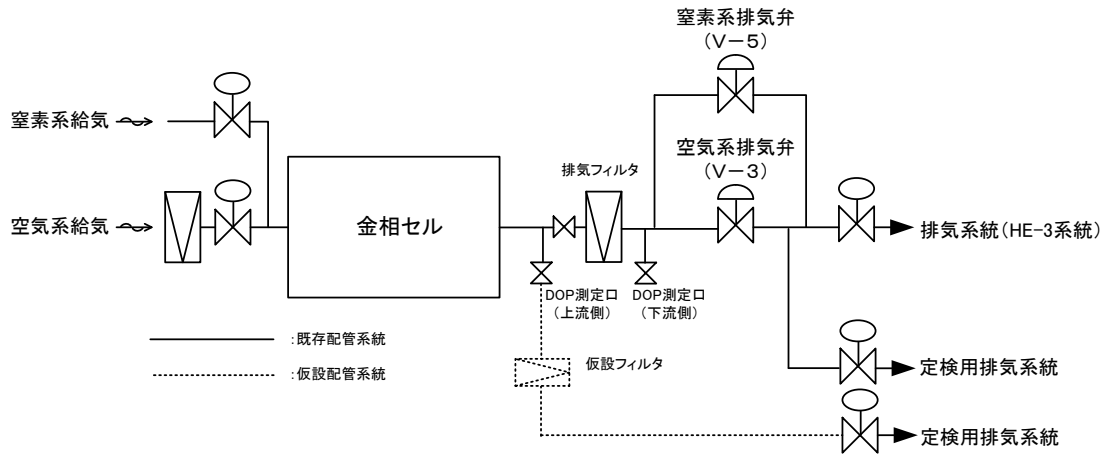 窒素系排気弁
(V－5)
窒素系給気
空気系排気弁
(V－3)
排気フィルタ
空気系給気
金相セル
排気系統(HE-3系統)
DOP測定口
(上流側)
DOP測定口
(下流側)
:既存配管系統
:仮設配管系統
仮設フィルタ
定検用排気系統
定検用排気系統